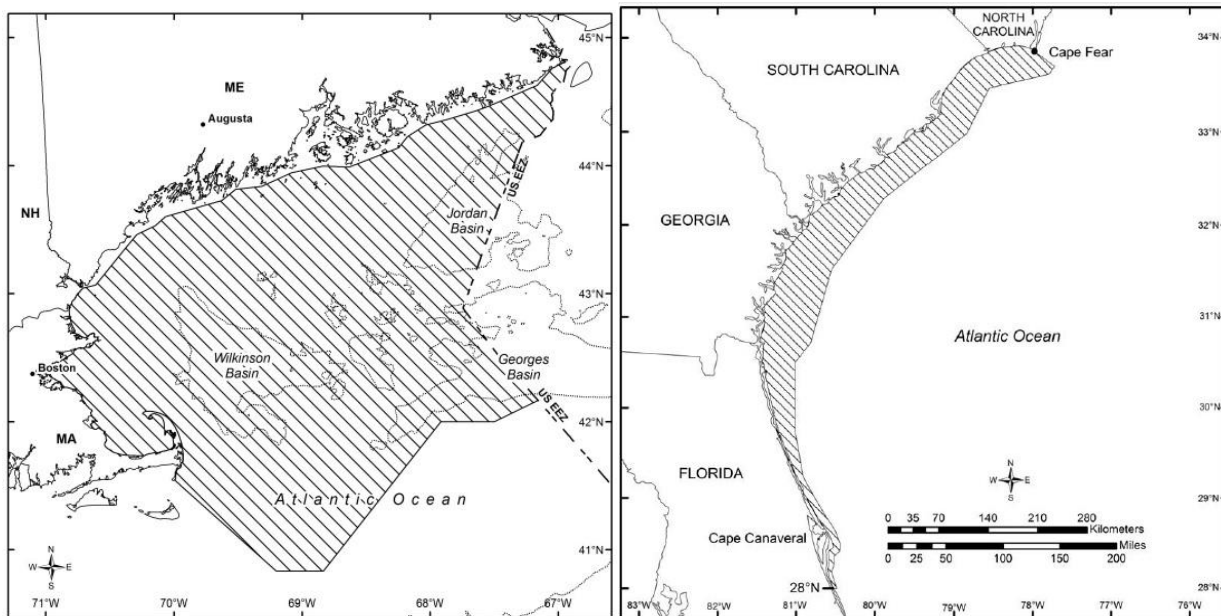 45°N
ME
Augusta
44°N
US EEZ
NH
Jordan
Basin
43°N
Wilkinson
Basin
Georges
Basin
Boston
US EEZ
42°N
MA
Atlantic Ocean
41°N
N
W E
S
71°W 70°W 69°W 68°W 67°W
NORTH
CAROLINA
34°N
Cape Fear
SOUTH CAROLINA
33°N
GEORGIA
32°N
31°N
Atlantic Ocean
30°N
FLORIDA
N
W E
S
29°N
0 35 70 140 210 280
Kilometers
Cape Canaveral
Miles
0 25 50 100 150 200
28°N
28°N
83°W 82°W 81°W 80°W 79°W 78°W 77°W 76°W